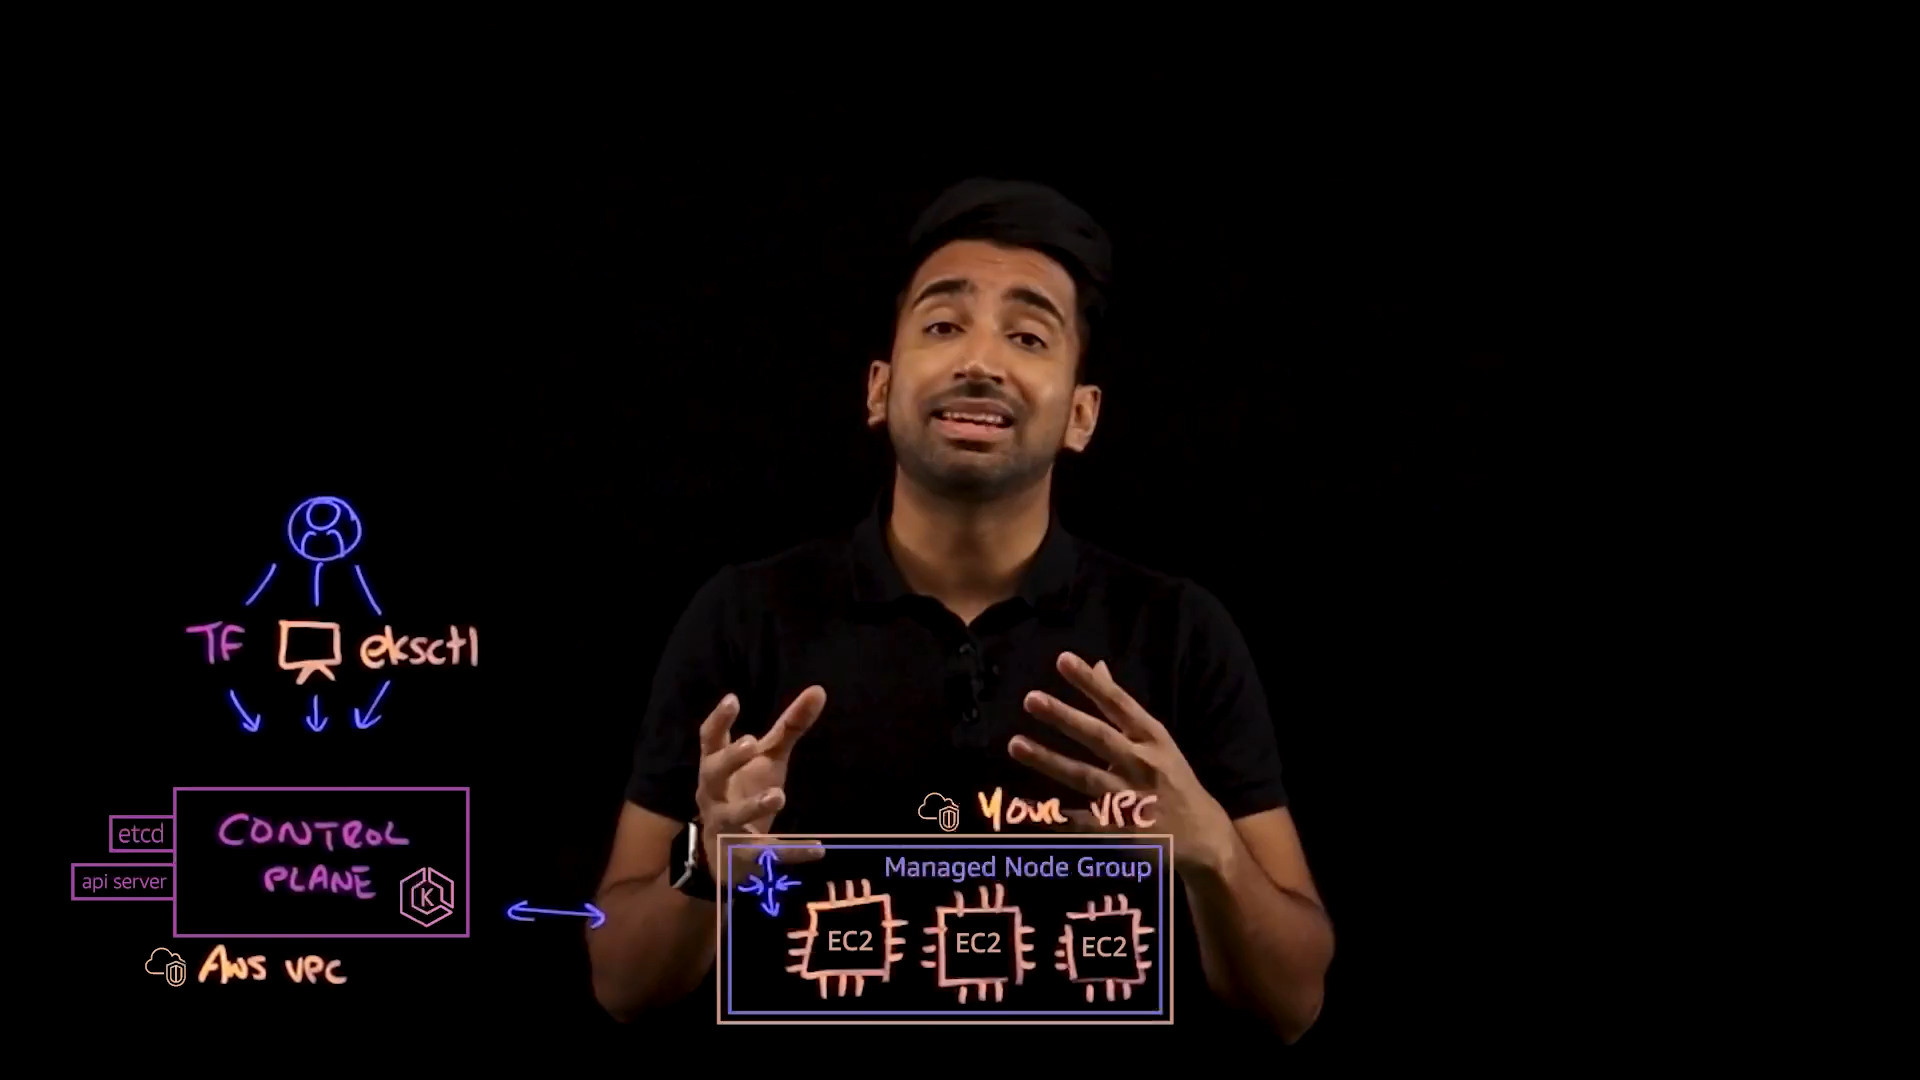 TF
eksctl
etcd
api server
CONTROL
PLANE
K
Aws VPC
Your VPC
Managed Node Group
EC2
EC2
EC2